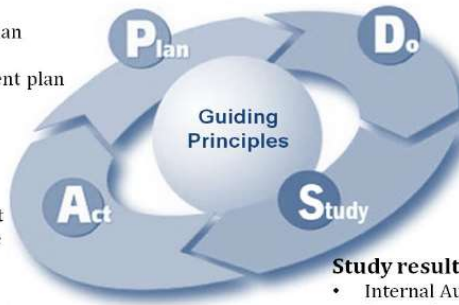 an
ent plan
Plan
Do
Guiding
Principles
Act
Study
t
Study result
• Internal Au